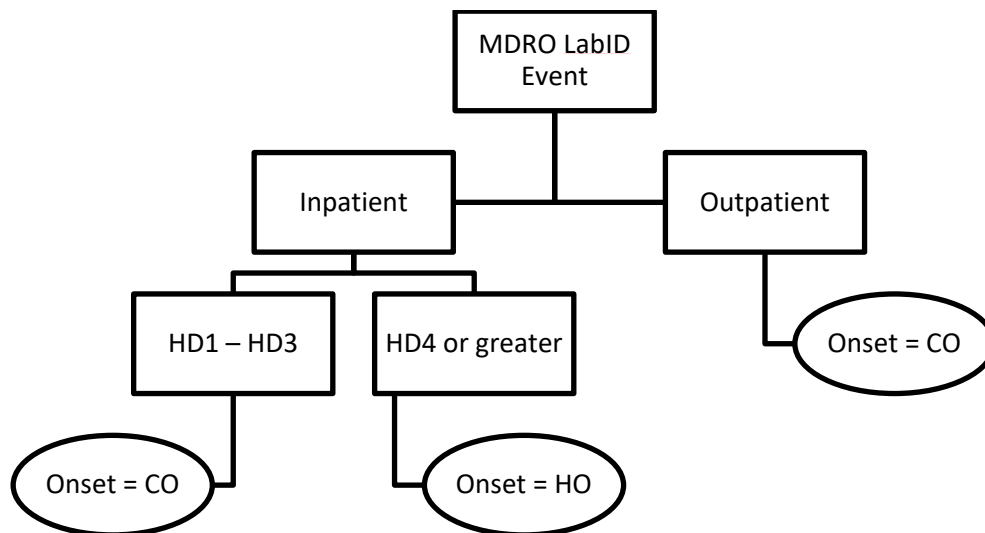 MDRO LabID
Event
Inpatient
Outpatient
HD1 – HD3
HD4 or greater
Onset = CO
Onset = CO
Onset = HO